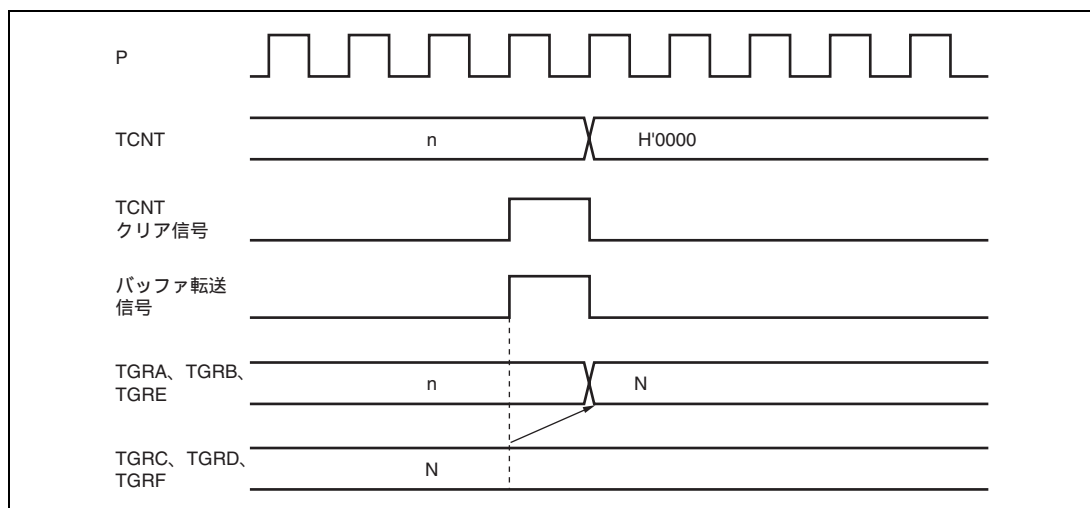 P
TCNT
n
H'0000
TCNT
クリア信号
バッファ転送
信号
TGRA、TGRB、
TGRE
n
N
TGRC、TGRD、
TGRF
N